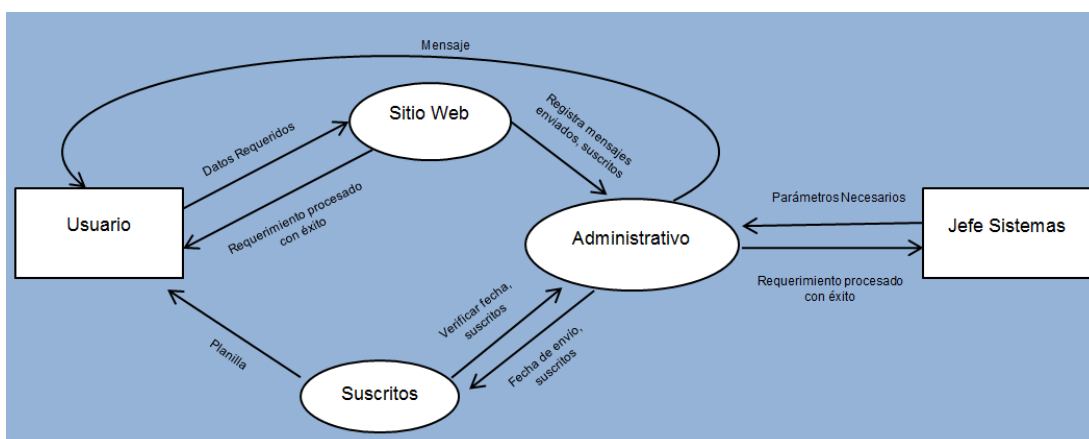 Mensaje
Sitio Web
Registra mensajes
enviados, suscritos
Datos Requeridos
Usuario
Requerimiento procesado
con éxito
Administrativo
Parámetros Necesarios
Jefe Sistemas
Requerimiento procesado
con éxito
Verificar fecha,
suscritos
Fecha de envio,
suscritos
Planilla
Suscritos